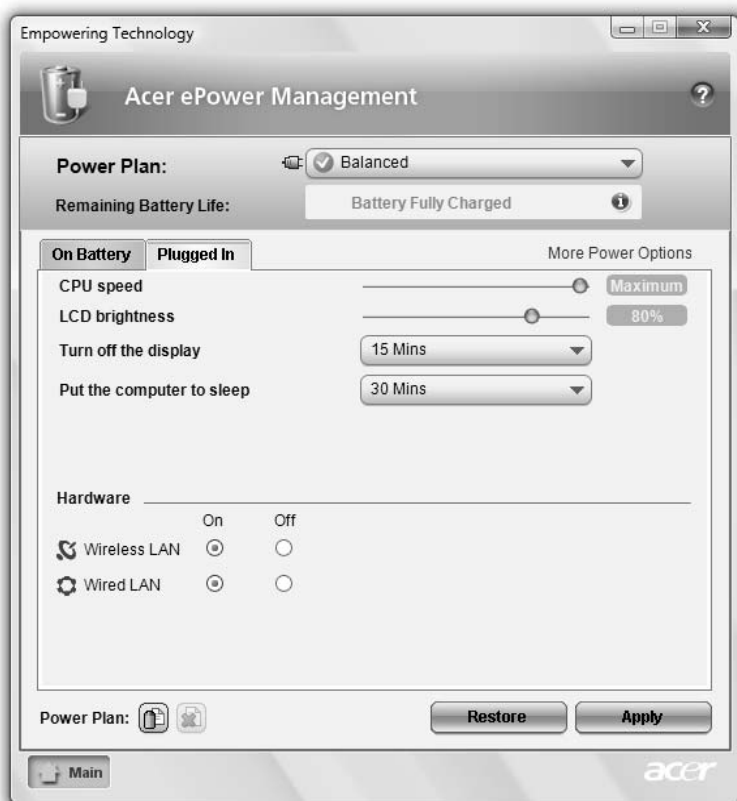 Empowering Technology
Acer ePower Management
Power Plan: Balanced
Remaining Battery Life: Battery Fully Charged
On Battery Plugged In More Power Options
CPU speed Maximum
LCD brightness 80%
Turn off the display 15 Mins
Put the computer to sleep 30 Mins
Hardware
On Off
Wireless LAN
Wired LAN
Power Plan: Restore Apply
Main acer